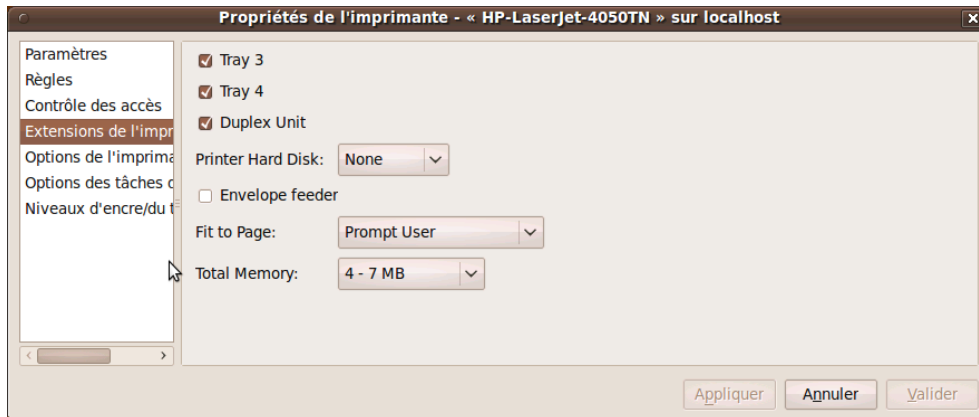 Propriétés de l'imprimante - « HP-LaserJet-4050TN » sur localhost
Paramètres
Règles
Contrôle des accès
Extensions de l'impr
Options de l'imprima
Options des tâches d
Niveaux d'encre/du t
Tray 3
Tray 4
Duplex Unit
Printer Hard Disk: None
Envelope feeder
Fit to Page: Prompt User
Total Memory: 4 - 7 MB
Appliquer Annuler Valider